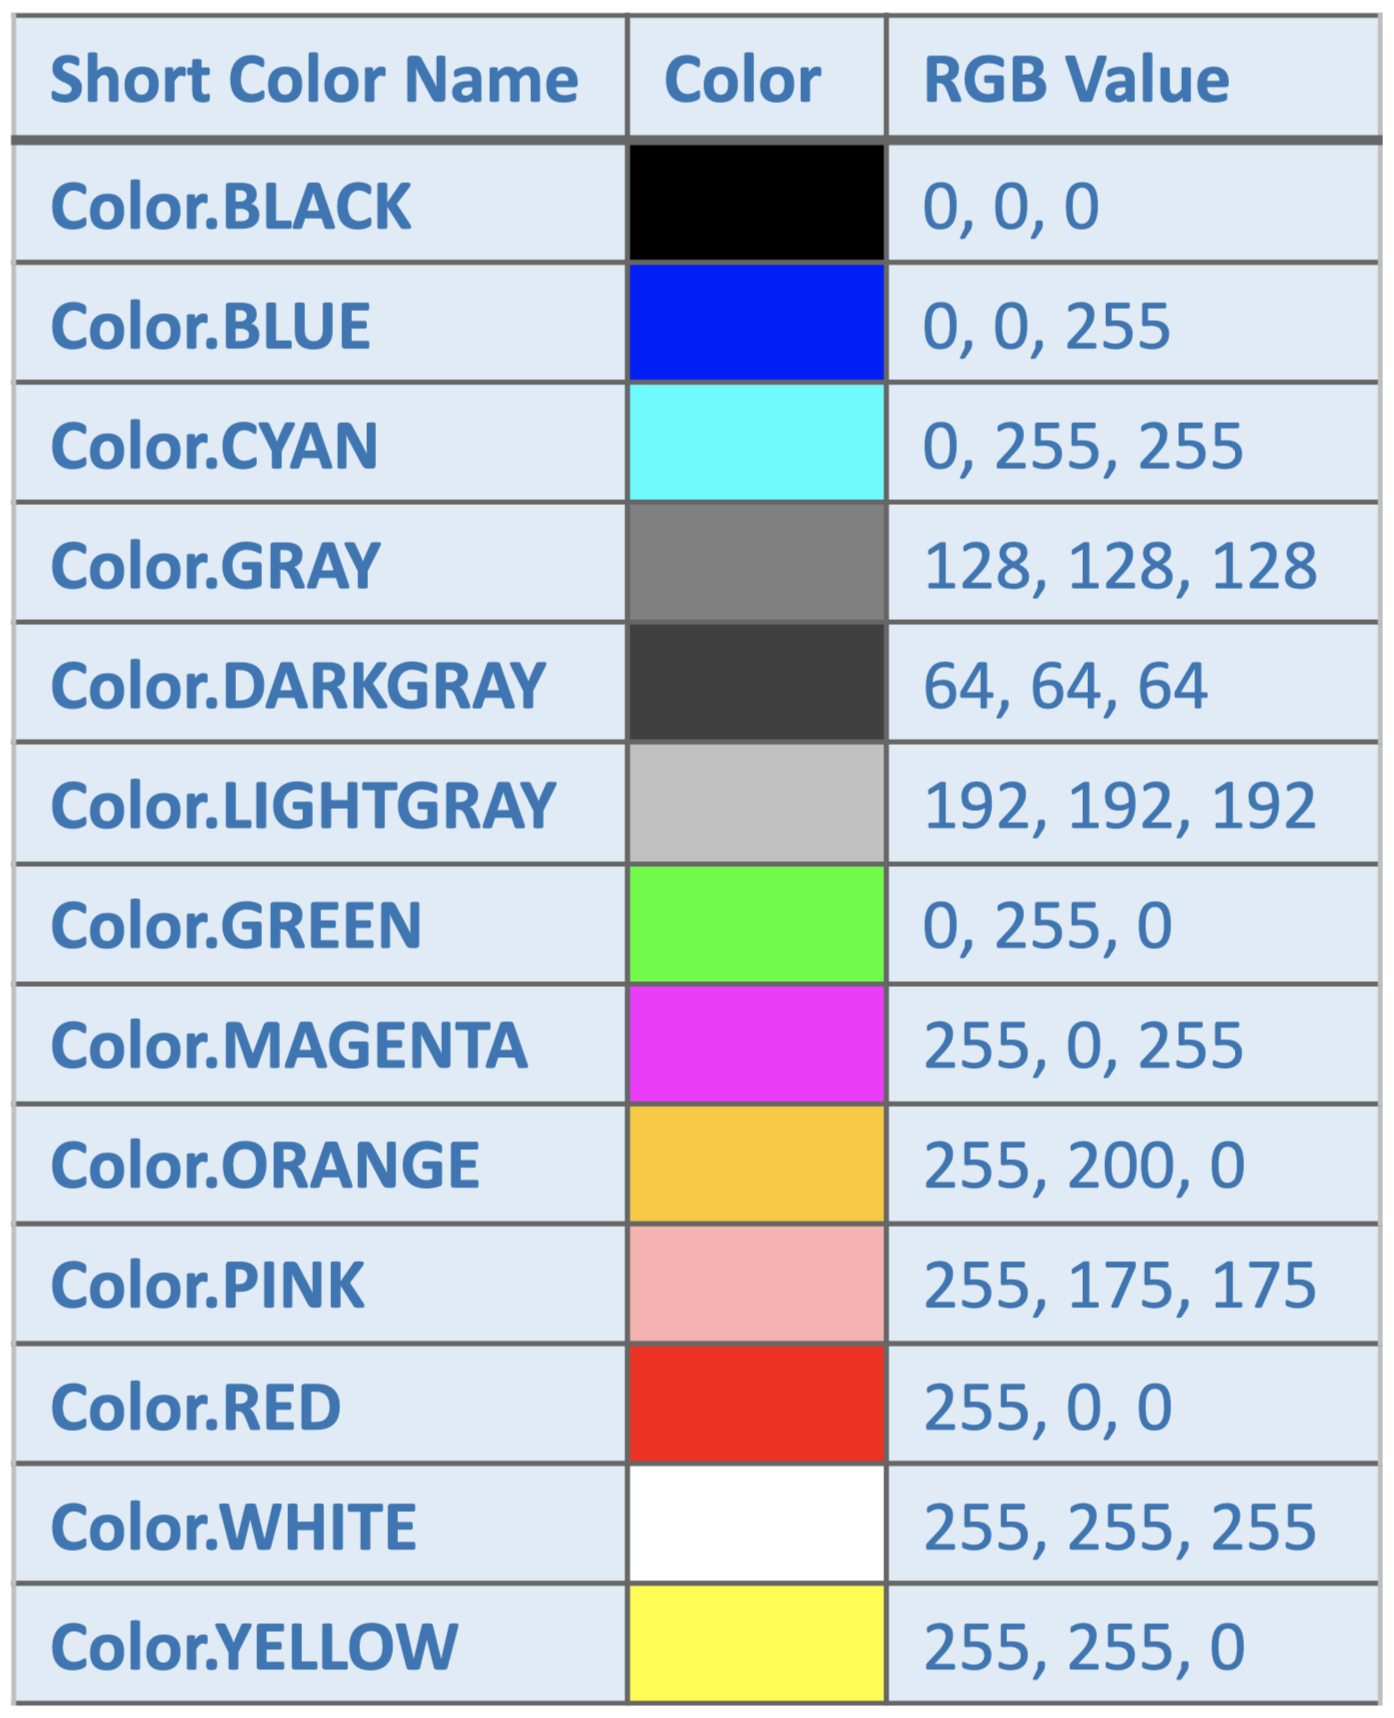 Short Color Name Color RGB Value
Color.BLACK 0, 0, 0
Color.BLUE 0, 0, 255
Color.CYAN 0, 255, 255
Color.GRAY 128, 128, 128
Color.DARKGRAY 64, 64, 64
Color.LIGHTGRAY 192, 192, 192
Color.GREEN 0, 255, 0
Color.MAGENTA 255, 0, 255
Color.ORANGE 255, 200, 0
Color.PINK 255, 175, 175
Color.RED 255, 0, 0
Color.WHITE 255, 255, 255
Color.YELLOW 255, 255, 0